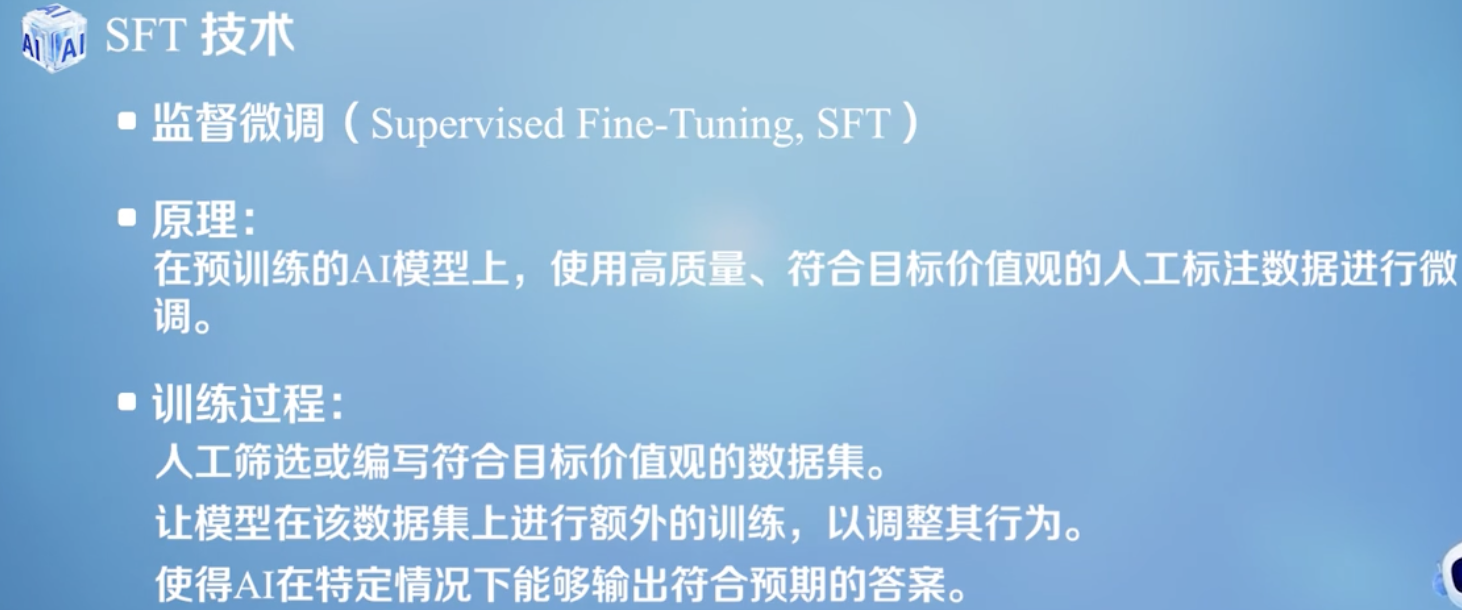 AI AI AI
SFT 技术
监督微调（Supervised Fine-Tuning, SFT）
原理：
在预训练的AI模型上，使用高质量、符合目标价值观的人工标注数据进行微
调。
训练过程：
人工筛选或编写符合目标价值观的数据集。
让模型在该数据集上进行额外的训练，以调整其行为。
使得AI在特定情况下能够输出符合预期的答案。